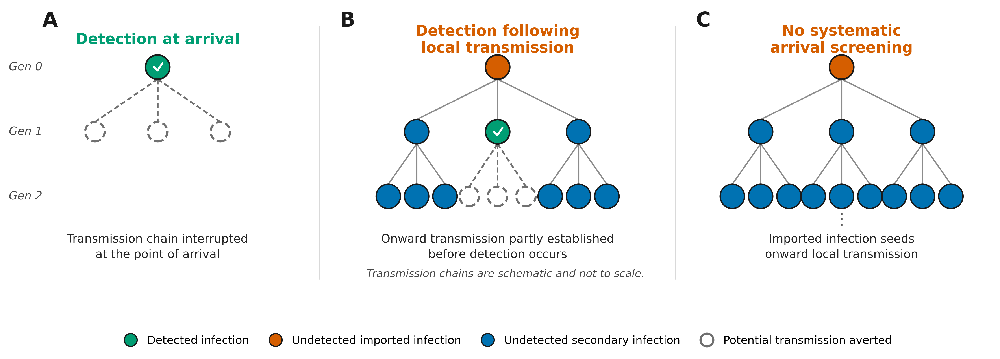 A
Detection at arrival
B
Detection following
local transmission
C
No systematic
arrival screening
Gen 0
Gen 1
Gen 2
Transmission chain interrupted
at the point of arrival
Onward transmission partly established
before detection occurs
Imported infection seeds
onward local transmission
Transmission chains are schematic and not to scale.
Detected infection
Undetected imported infection
Undetected secondary infection
Potential transmission averted